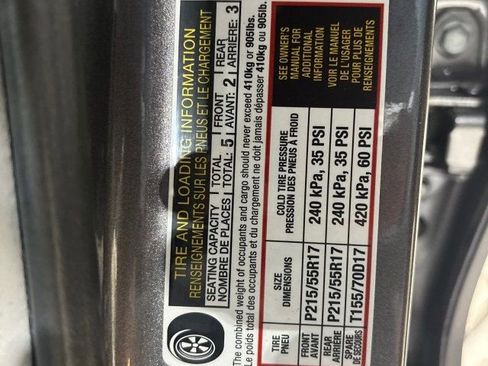 TIRE AND LOADING INFORMATION
RENSEIGNEMENTS SUR LES PNEUS ET LE CHARGEMENT
SEATING CAPACITY TOTAL FRONT REAR
NOMBRE DE PLACES TOTAL: 5 AVANT: 2 ARRIÈRE: 3
The combined weight of occupants and cargo should never exceed 410kg or 905lbs.
Le poids total des occupants et du chargement ne doit jamais dépasser 410kg ou 905lb.
TIRE SIZE COLD TIRE PRESSURE
PNEU DIMENSIONS PRESSION DES PNEUS À FROID
FRONT
AVANT P215/55R17 240 kPa, 35 PSI
REAR
ARRIÈRE P215/55R17 240 kPa, 35 PSI
SPARE
DE SECOURS T155/70D17 420 kPa, 60 PSI
SEE OWNER'S
MANUAL FOR
ADDITIONAL
INFORMATION
VOIR LE MANUEL
DE L'USAGER
POUR PLUS DE
RENSEIGNEMENTS